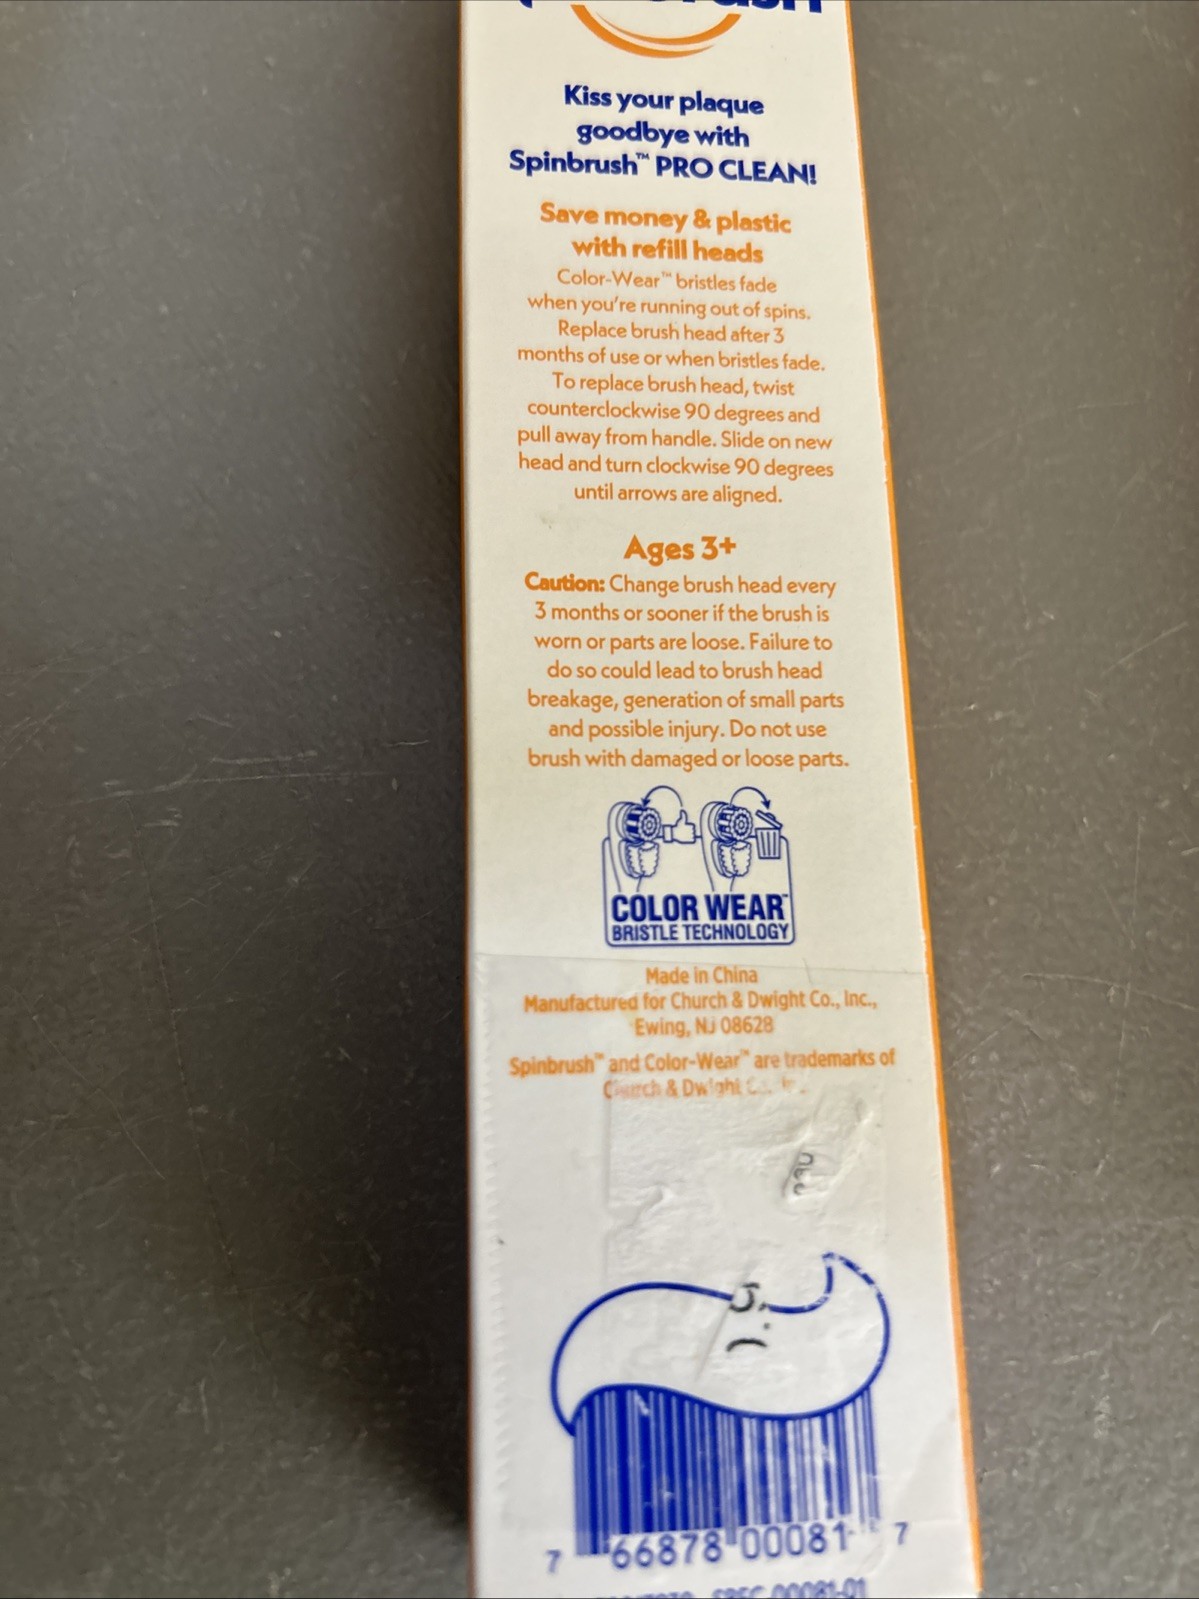 Kiss your plaque
goodbye with
Spinbrush™ PRO CLEAN!
Save money & plastic
with refill heads
Color-Wear™ bristles fade
when you're running out of spins.
Replace brush head after 3
months of use or when bristles fade.
To replace brush head, twist
counterclockwise 90 degrees and
pull away from handle. Slide on new
head and turn clockwise 90 degrees
until arrows are aligned.
Ages 3+
Caution: Change brush head every
3 months or sooner if the brush is
worn or parts are loose. Failure to
do so could lead to brush head
breakage, generation of small parts
and possible injury. Do not use
brush with damaged or loose parts.
COLOR WEAR™
BRISTLE TECHNOLOGY
Made in China
Manufactured for Church & Dwight Co., Inc.,
Ewing, NJ 08628
Spinbrush™ and Color-Wear™ are trademarks of
Church & Dwight
7 66878 00081 7